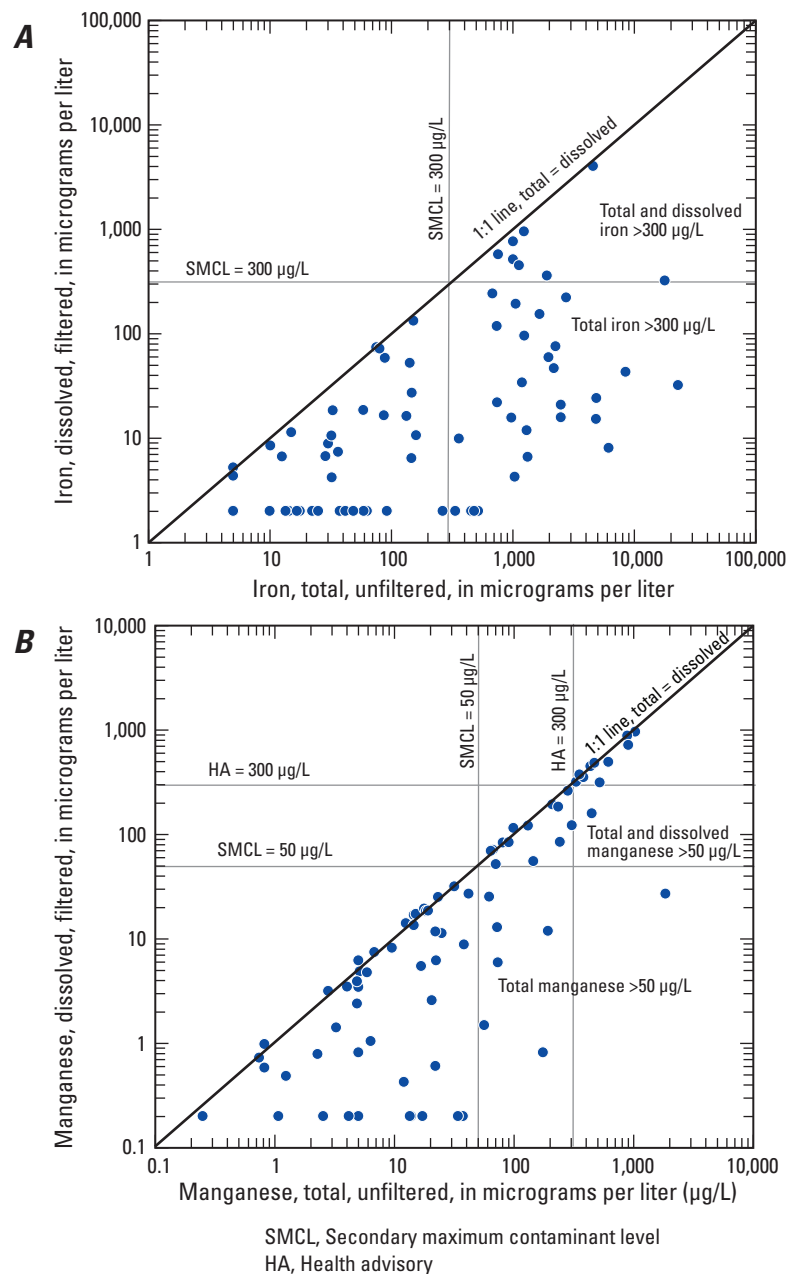 A
100,000
10,000
1,000
100
10
1
Iron, dissolved, filtered, in micrograms per liter
SMCL = 300 µg/L
SMCL = 300 µg/L
1:1 line, total = dissolved
Total and dissolved
iron >300 µg/L
Total iron >300 µg/L
1
10
100
1,000
10,000
100,000
Iron, total, unfiltered, in micrograms per liter
B
10,000
1,000
100
10
1
0.1
Manganese, dissolved, filtered, in micrograms per liter
HA = 300 µg/L
SMCL = 50 µg/L
SMCL = 50 µg/L
HA = 300 µg/L
1:1 line, total = dissolved
Total and dissolved
manganese >50 µg/L
Total manganese >50 µg/L
0.1
1
10
100
1,000
10,000
Manganese, total, unfiltered, in micrograms per liter (µg/L)
SMCL, Secondary maximum contaminant level
HA, Health advisory